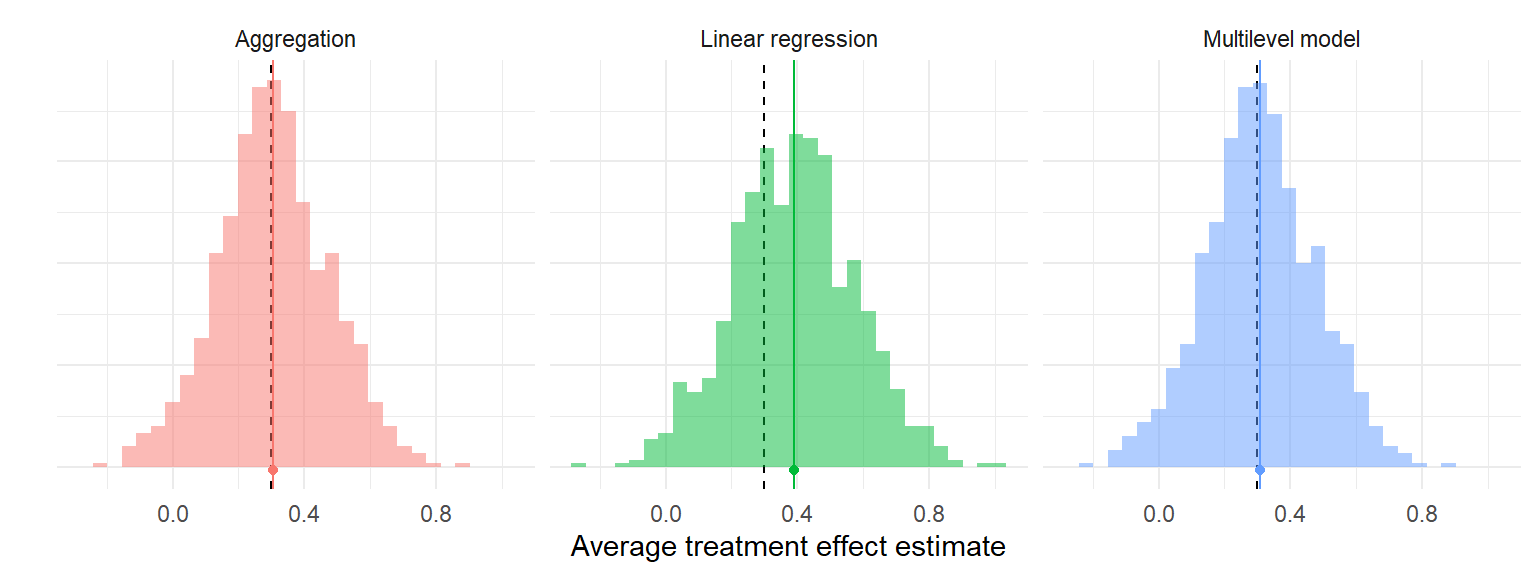 Aggregation Linear regression Multilevel model
0.0 0.4 0.8 0.0 0.4 0.8 0.0 0.4 0.8
Average treatment effect estimate